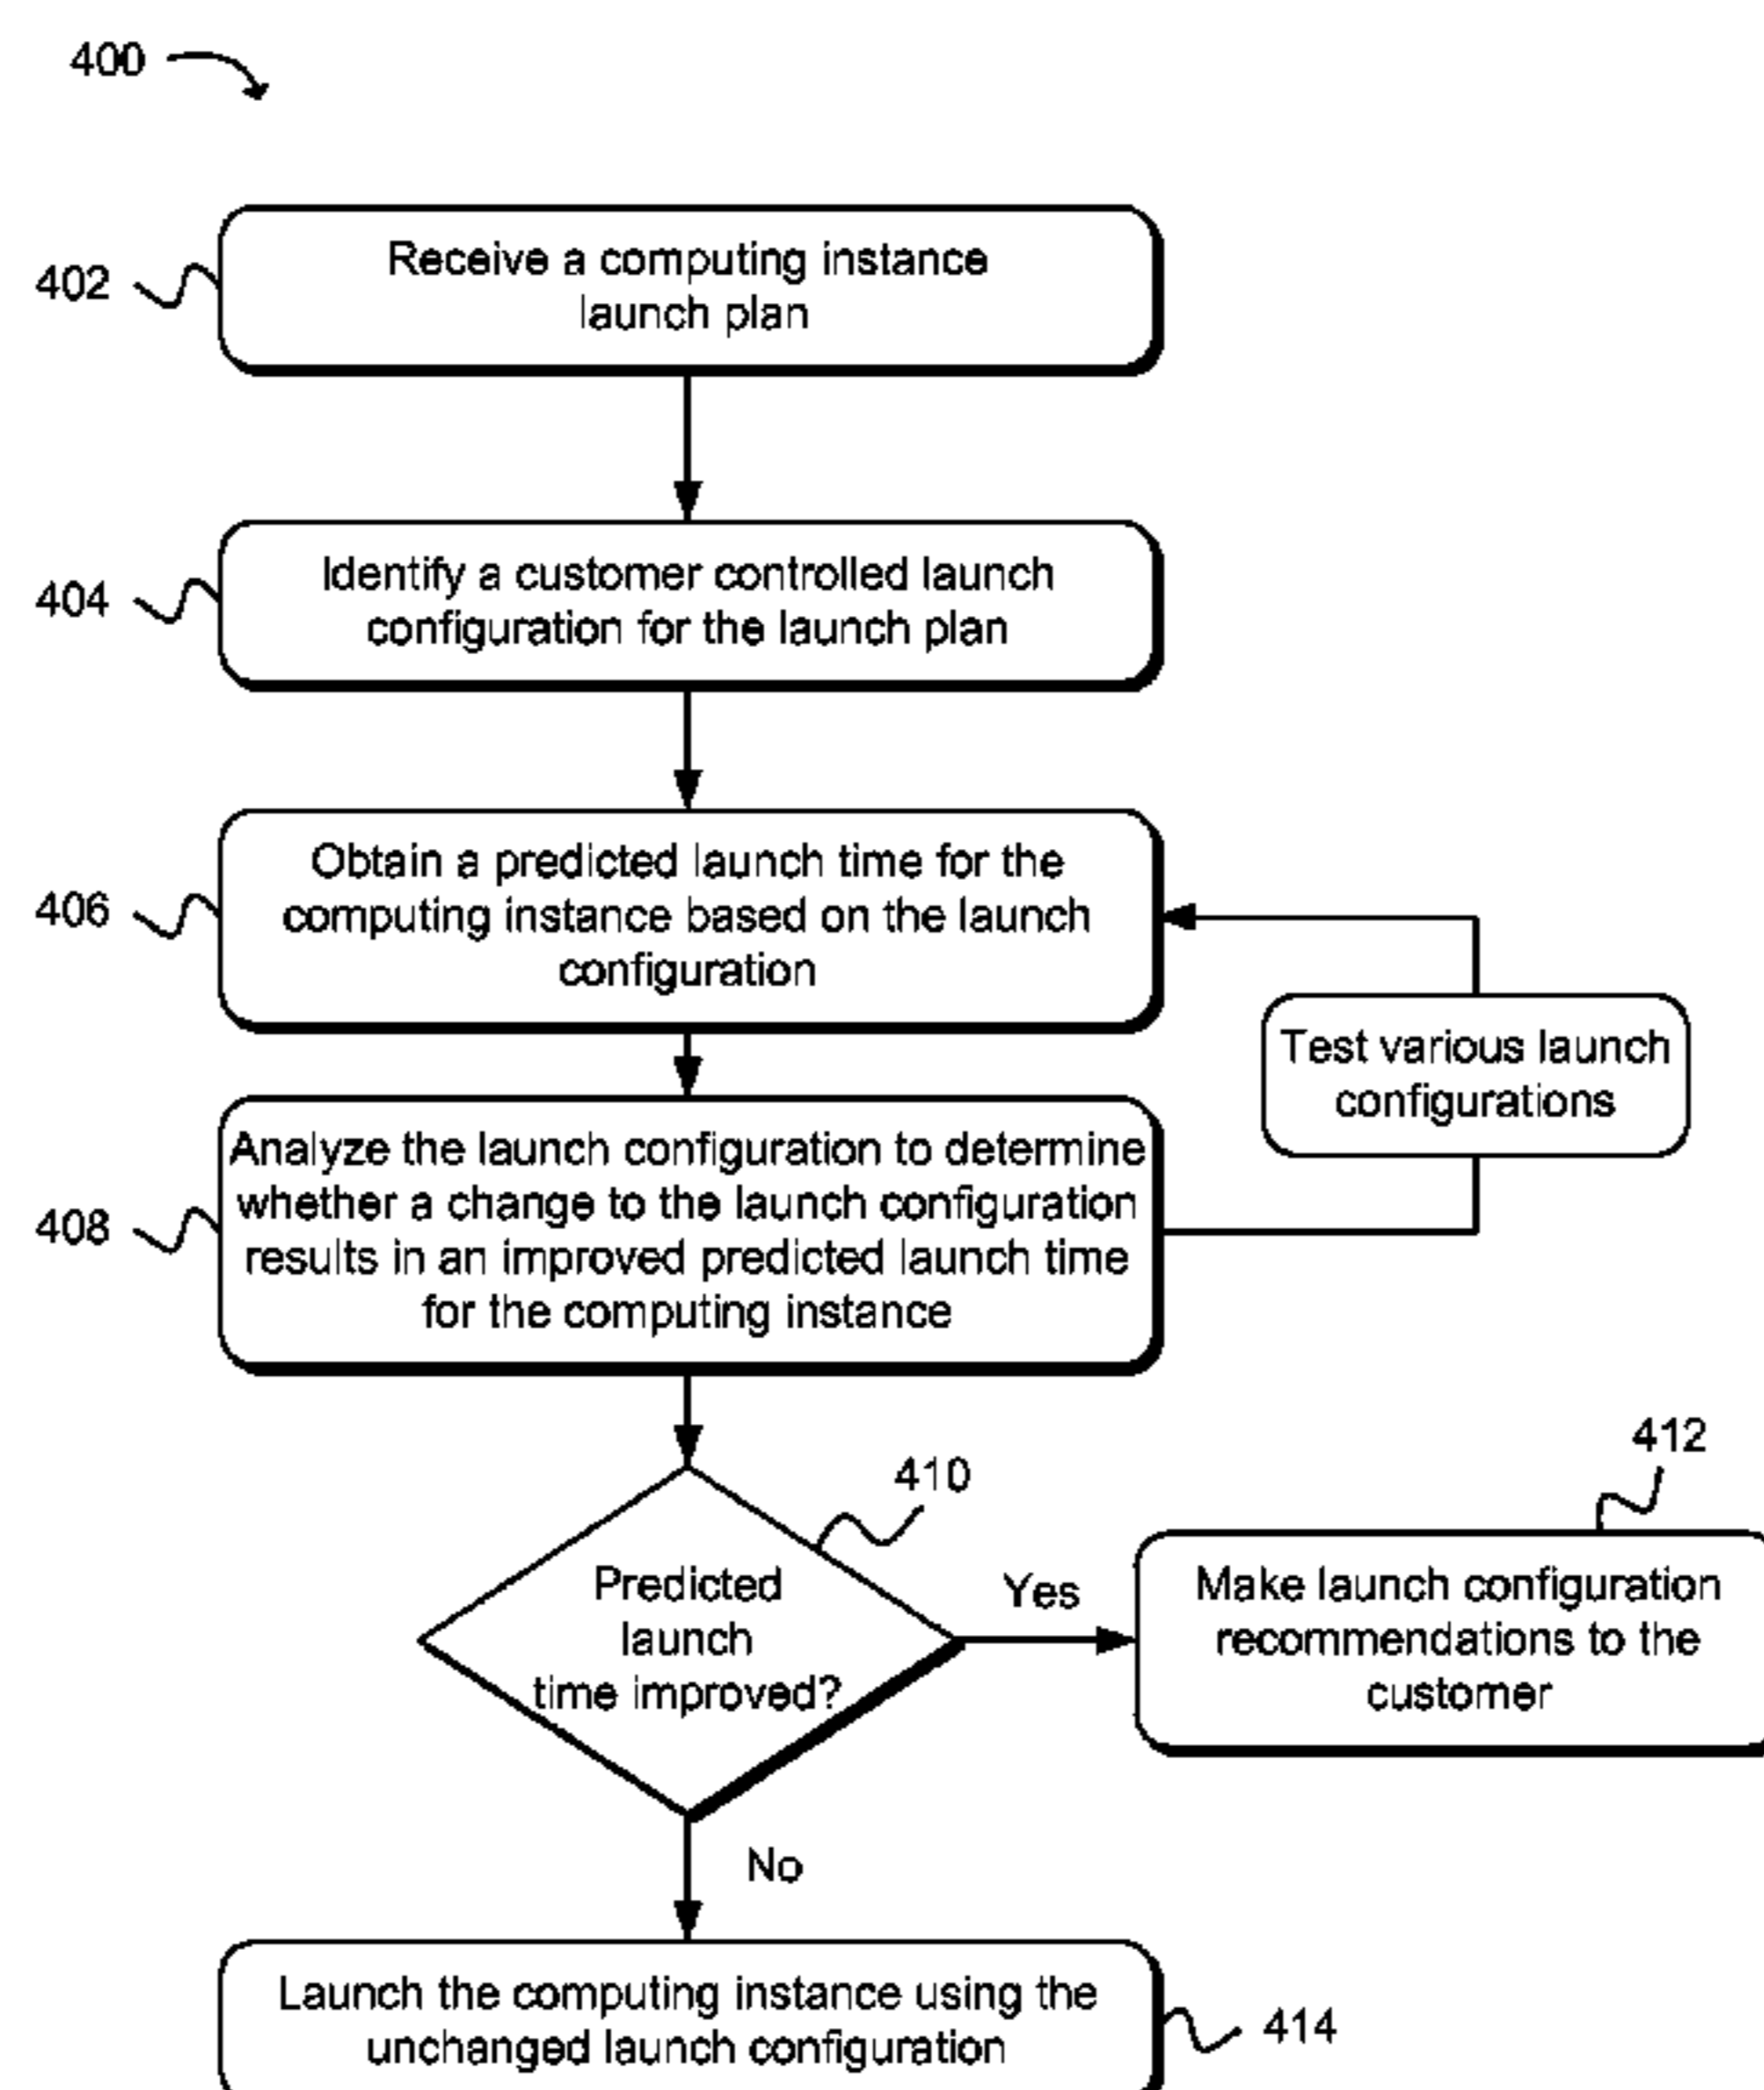 400
402
Receive a computing instance
launch plan
404
Identify a customer controlled launch
configuration for the launch plan
406
Obtain a predicted launch time for the
computing instance based on the launch
configuration
Test various launch
configurations
408
Analyze the launch configuration to determine
whether a change to the launch configuration
results in an improved predicted launch time
for the computing instance
410
Predicted
launch
time improved?
Yes
412
Make launch configuration
recommendations to the
customer
No
Launch the computing instance using the
unchanged launch configuration
414